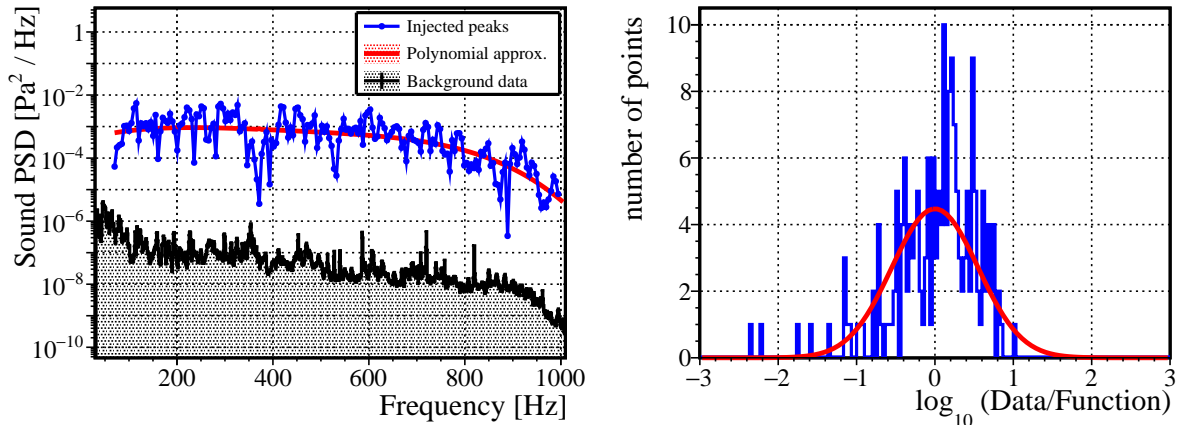 Sound PSD [Pa² / Hz]
1
10⁻²
10⁻⁴
10⁻⁶
10⁻⁸
10⁻¹⁰
Injected peaks
Polynomial approx.
Background data
200 400 600 800 1000
Frequency [Hz]
number of points
10
8
6
4
2
0
−3 −2 −1 0 1 2 3
log₁₀ (Data/Function)